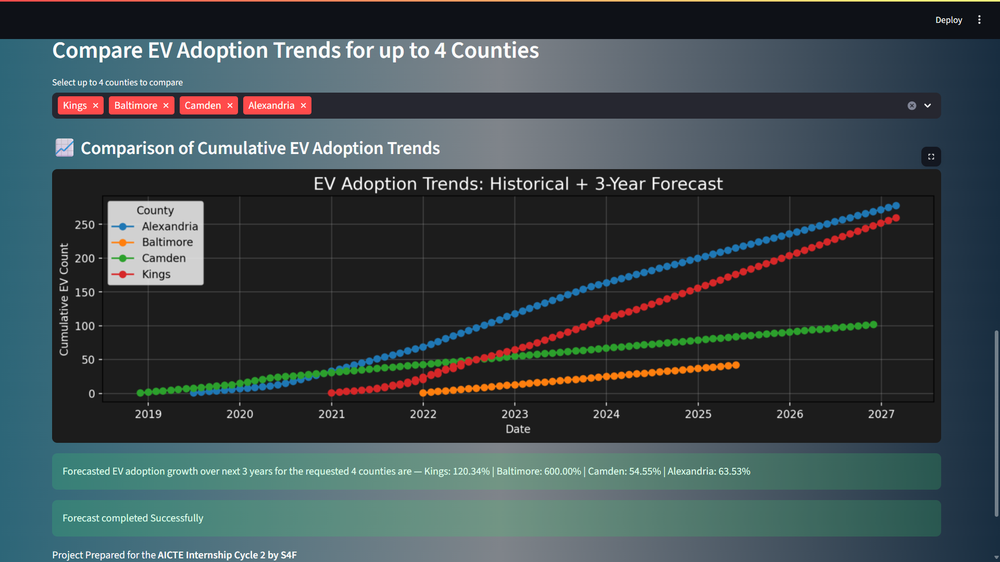 Deploy
Compare EV Adoption Trends for up to 4 Counties
Select up to 4 counties to compare
Kings Baltimore Camden Alexandria
Comparison of Cumulative EV Adoption Trends
EV Adoption Trends: Historical + 3-Year Forecast
County
Alexandria
Baltimore
Camden
Kings
Cumulative EV Count
250
200
150
100
50
0
2019 2020 2021 2022 2023 2024 2025 2026 2027
Date
Forecasted EV adoption growth over next 3 years for the requested 4 counties are — Kings: 120.34% | Baltimore: 600.00% | Camden: 54.55% | Alexandria: 63.53%
Forecast completed Successfully
Project Prepared for the AICTE Internship Cycle 2 by S4F